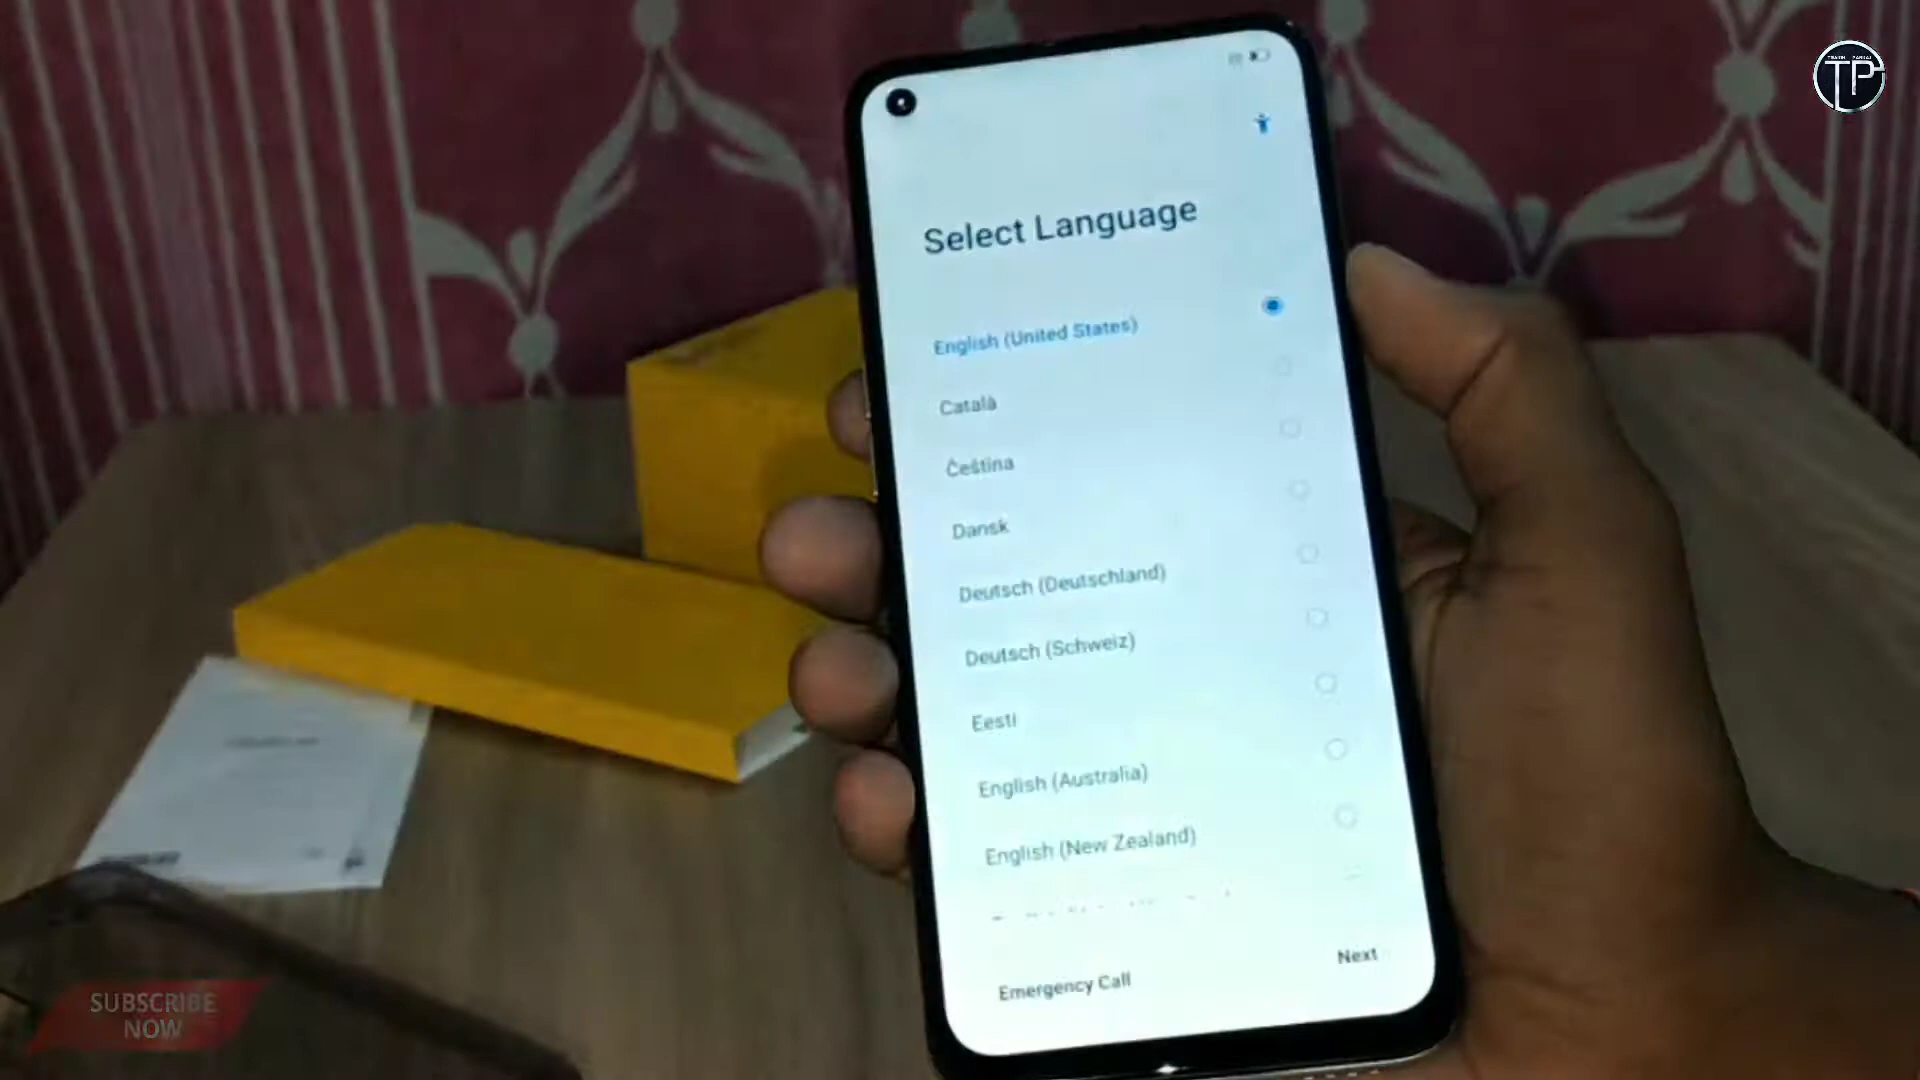 TP
Select Language
English (United States)
Català
Čeština
Dansk
Deutsch (Deutschland)
Deutsch (Schweiz)
Eesti
English (Australia)
English (New Zealand)
Emergency Call
Next
SUBSCRIBE
NOW